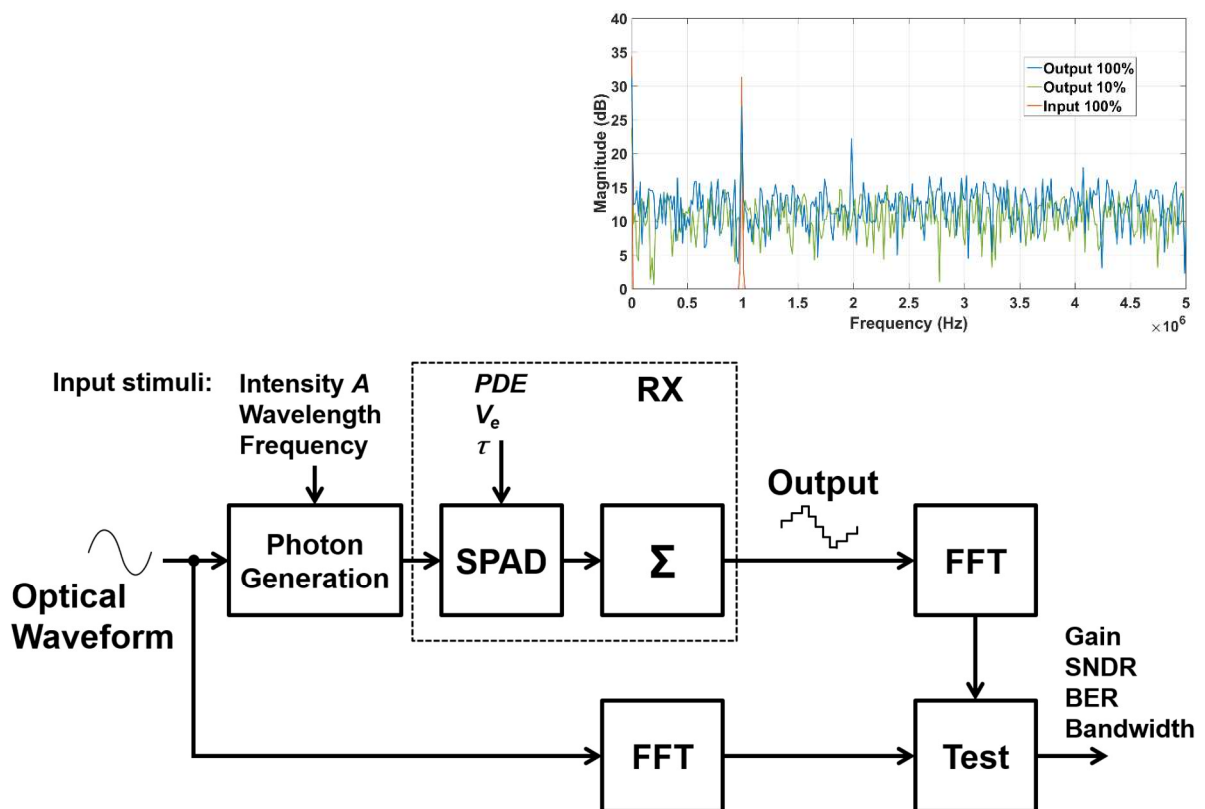 40
35
30
25
20
15
10
5
0
Magnitude (dB)
Output 100%
Output 10%
Input 100%
0 0.5 1 1.5 2 2.5 3 3.5 4 4.5 5
Frequency (Hz)
×10⁶
Input stimuli:
Intensity A
Wavelength
Frequency
PDE
Vₑ
τ
RX
Optical
Waveform
Photon
Generation
SPAD
Σ
Output
FFT
FFT
Test
Gain
SNDR
BER
Bandwidth